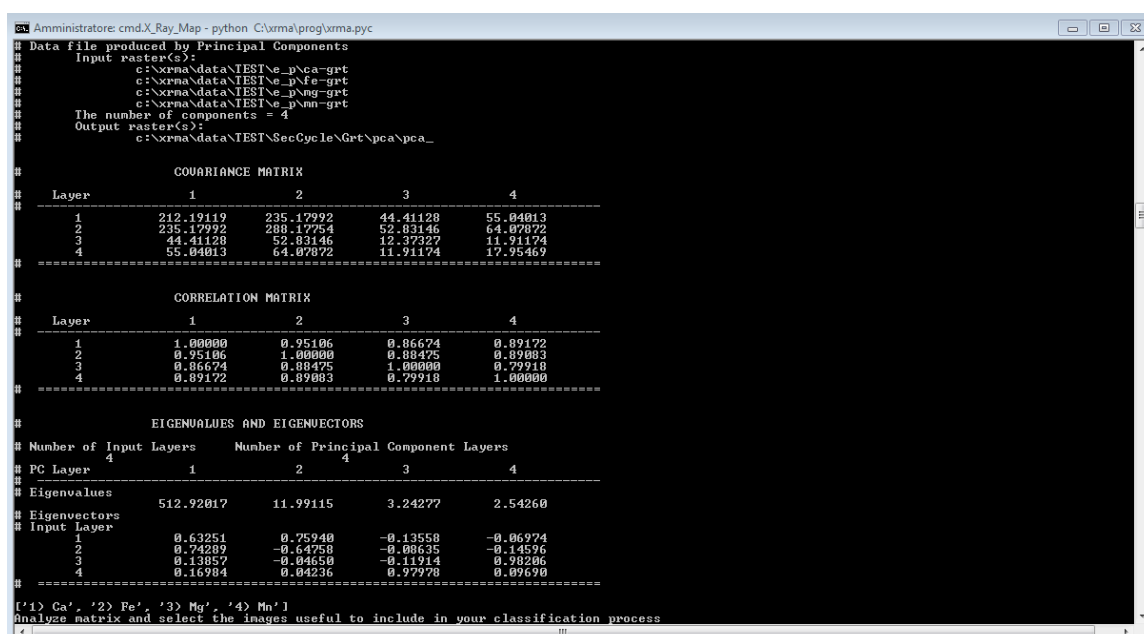 Amministratore: cmd.X_Ray_Map - python C:\xrma\prog\xrma.pyc
# Data file produced by Principal Components
# Input raster(s):
# c:\xrma\data\TEST\e_p\ca-grt
# c:\xrma\data\TEST\e_p\fe-grt
# c:\xrma\data\TEST\e_p\mg-grt
# c:\xrma\data\TEST\e_p\mn-grt
# The number of components = 4
# Output raster(s):
# c:\xrma\data\TEST\SecCycle\Grt\pca\pca_
# COVARIANCE MATRIX
# Layer 1 2 3 4
# ---------------------------------------------------------------------------
1 212.19119 235.17992 44.41128 55.04013
2 235.17992 288.17754 52.83146 64.07872
3 44.41128 52.83146 12.37327 11.91174
4 55.04013 64.07872 11.91174 17.95469
# ===========================================================================
# CORRELATION MATRIX
# Layer 1 2 3 4
# ---------------------------------------------------------------------------
1 1.00000 0.95106 0.86674 0.89172
2 0.95106 1.00000 0.88475 0.89083
3 0.86674 0.88475 1.00000 0.79918
4 0.89172 0.89083 0.79918 1.00000
# ===========================================================================
# EIGENVALUES AND EIGENVECTORS
# Number of Input Layers Number of Principal Component Layers
4 4
# PC Layer 1 2 3 4
# ---------------------------------------------------------------------------
# Eigenvalues
512.92017 11.99115 3.24277 2.54260
# Eigenvectors
# Input Layer
1 0.63251 0.75940 -0.13558 -0.06974
2 0.74289 -0.64758 -0.08635 -0.14596
3 0.13857 -0.04650 -0.11914 0.98206
4 0.16984 0.04236 0.97978 0.09690
# ===========================================================================
['1) Ca', '2) Fe', '3) Mg', '4) Mn']
Analyze matrix and select the images useful to include in your classification process